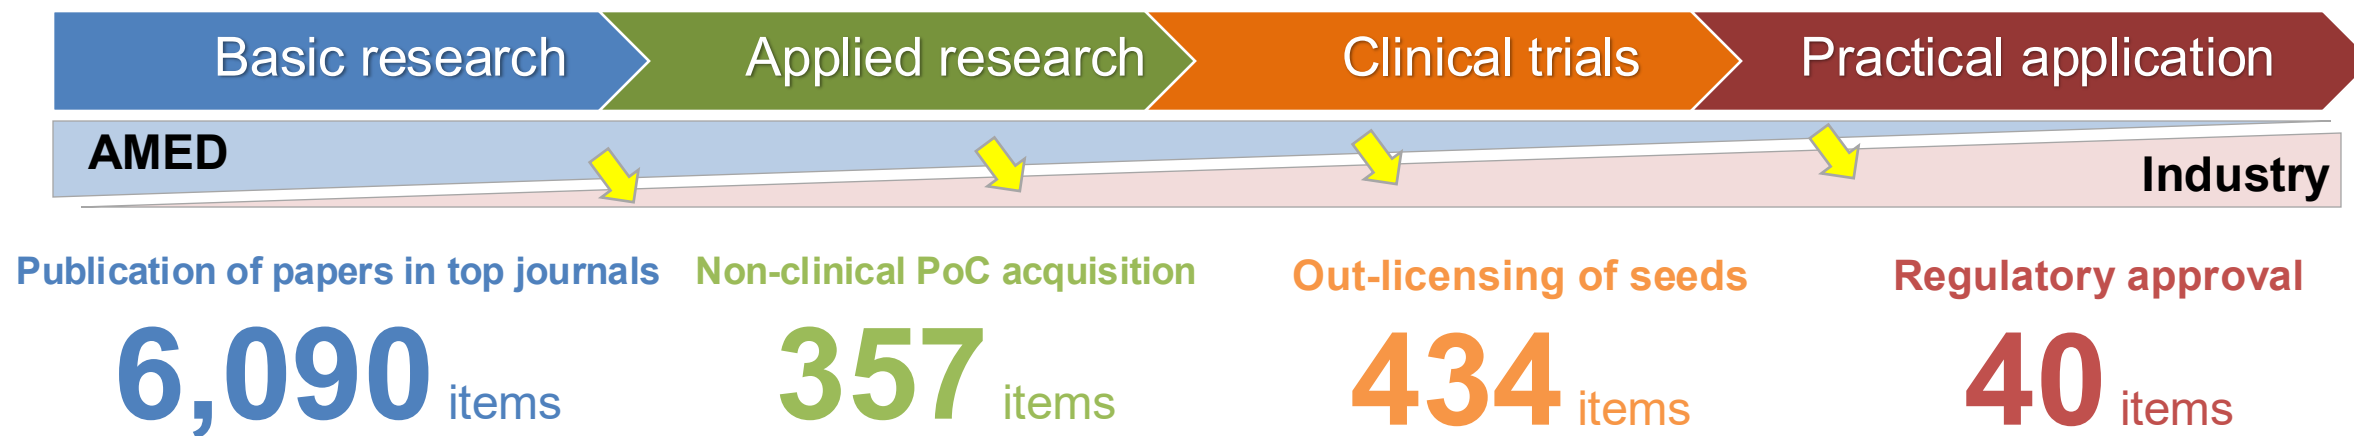 Basic research
Applied research
Clinical trials
Practical application
AMED
Industry
Publication of papers in top journals
Non-clinical PoC acquisition
Out-licensing of seeds
Regulatory approval
6,090 items
357 items
434 items
40 items